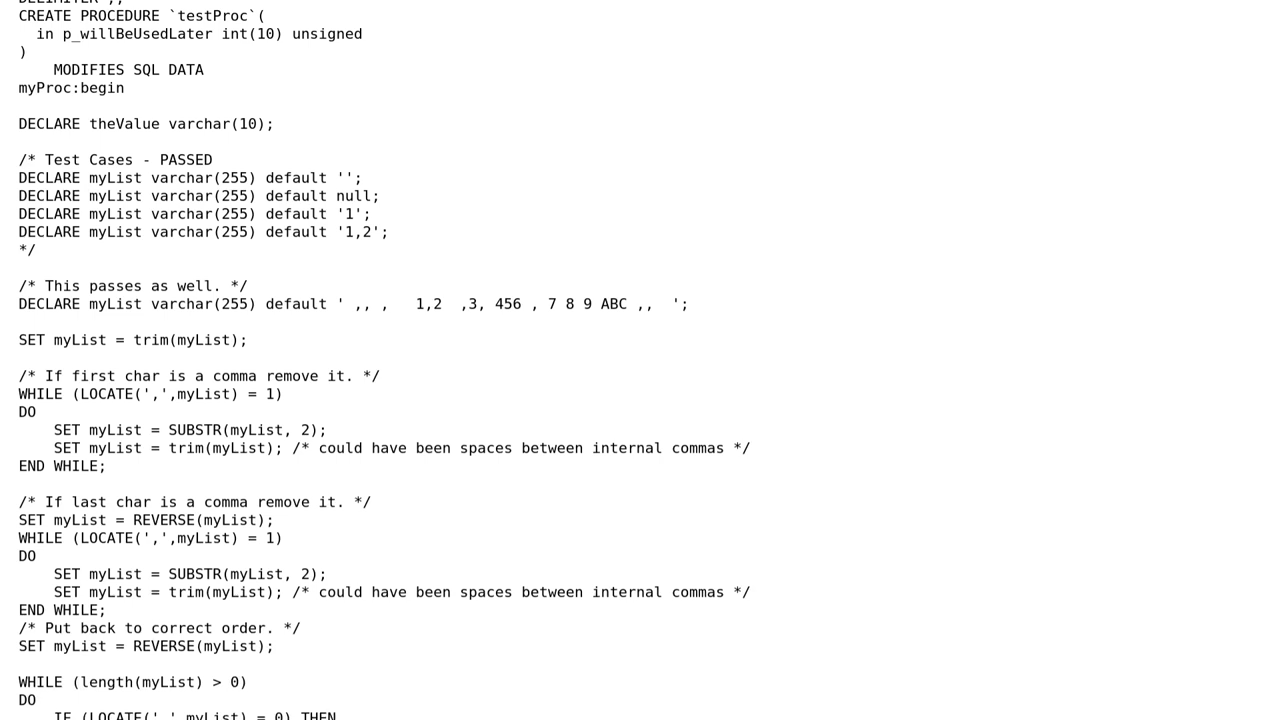 DELIMITER ;;
CREATE PROCEDURE `testProc`(
  in p_willBeUsedLater int(10) unsigned
)
    MODIFIES SQL DATA
myProc:begin

DECLARE theValue varchar(10);

/* Test Cases - PASSED
DECLARE myList varchar(255) default '';
DECLARE myList varchar(255) default null;
DECLARE myList varchar(255) default '1';
DECLARE myList varchar(255) default '1,2';
*/

/* This passes as well. */
DECLARE myList varchar(255) default ' ,, ,   1,2  ,3, 456 , 7 8 9 ABC ,,  ';

SET myList = trim(myList);

/* If first char is a comma remove it. */
WHILE (LOCATE(',',myList) = 1)
DO
    SET myList = SUBSTR(myList, 2);
    SET myList = trim(myList); /* could have been spaces between internal commas */
END WHILE;

/* If last char is a comma remove it. */
SET myList = REVERSE(myList);
WHILE (LOCATE(',',myList) = 1)
DO
    SET myList = SUBSTR(myList, 2);
    SET myList = trim(myList); /* could have been spaces between internal commas */
END WHILE;
/* Put back to correct order. */
SET myList = REVERSE(myList);

WHILE (length(myList) > 0)
DO
    IF (LOCATE(',',myList) = 0) THEN